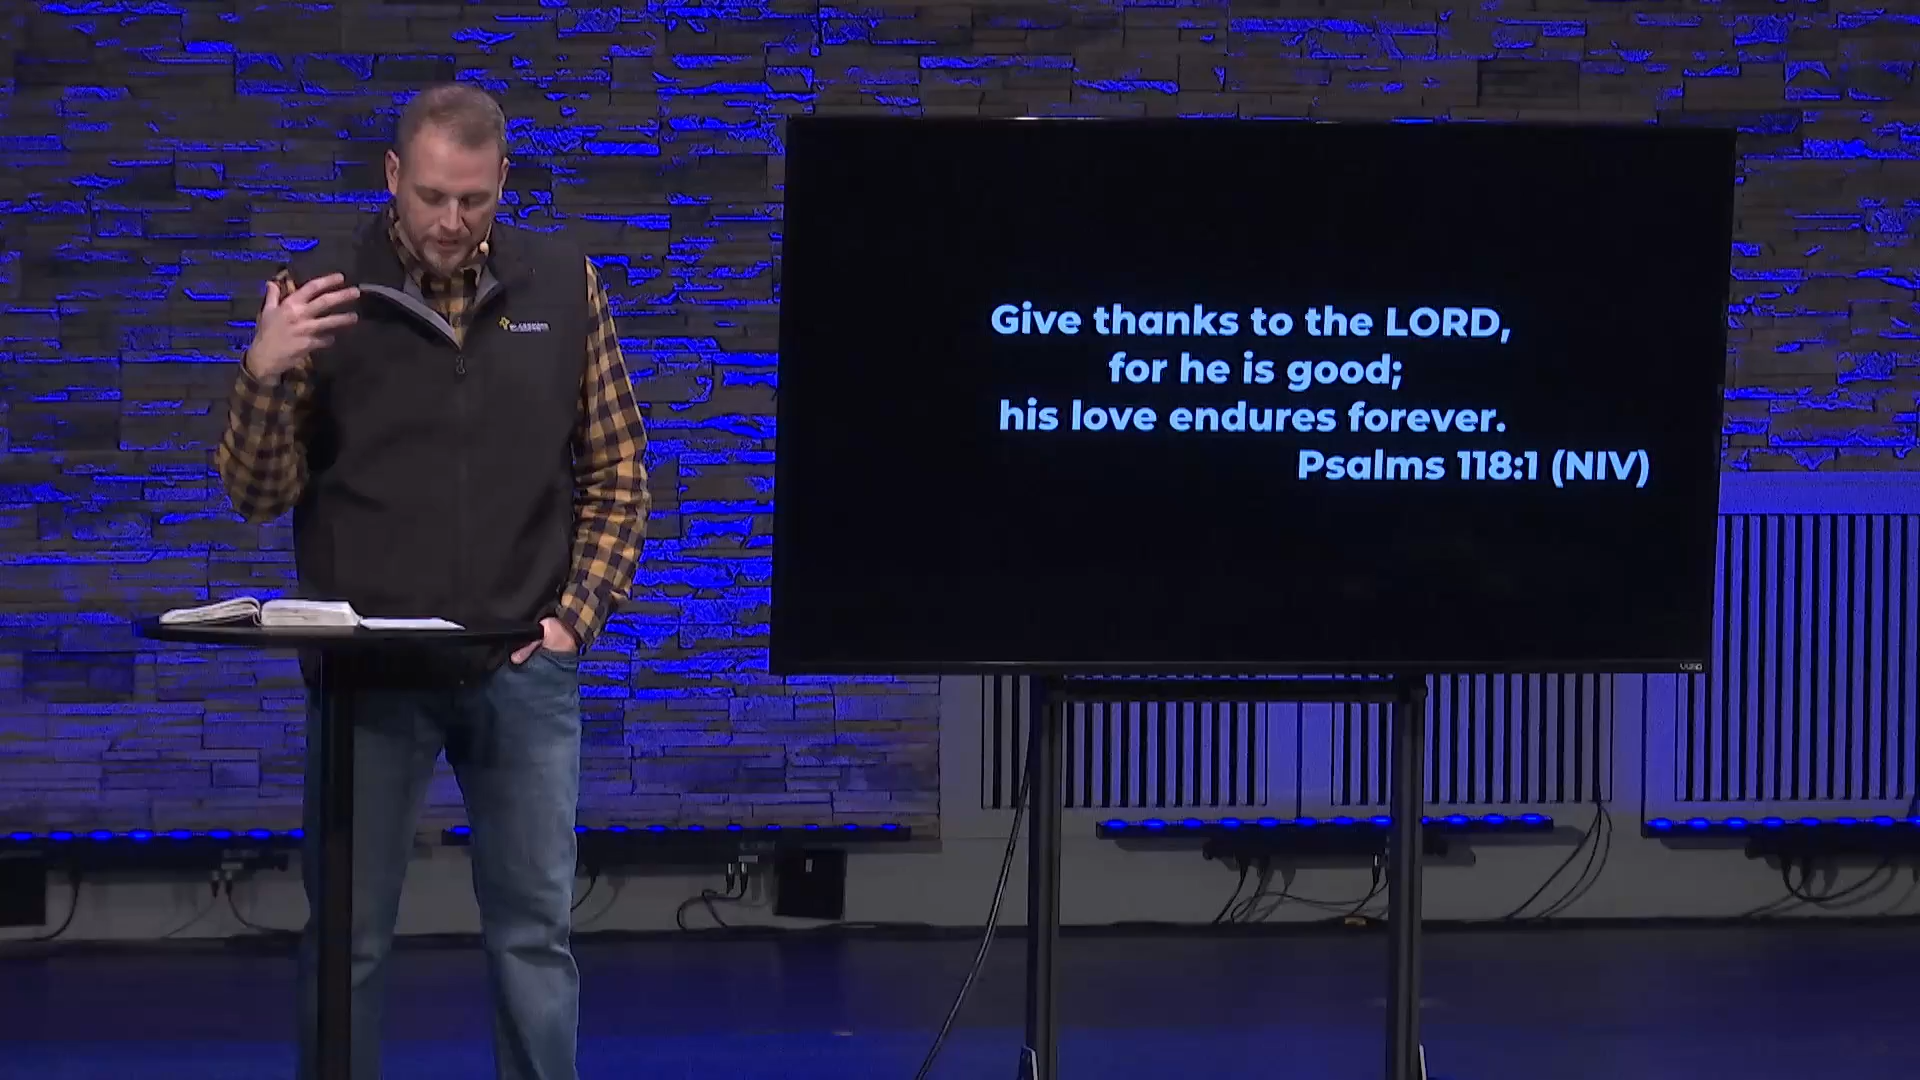 Give thanks to the LORD,
for he is good;
his love endures forever.
Psalms 118:1 (NIV)